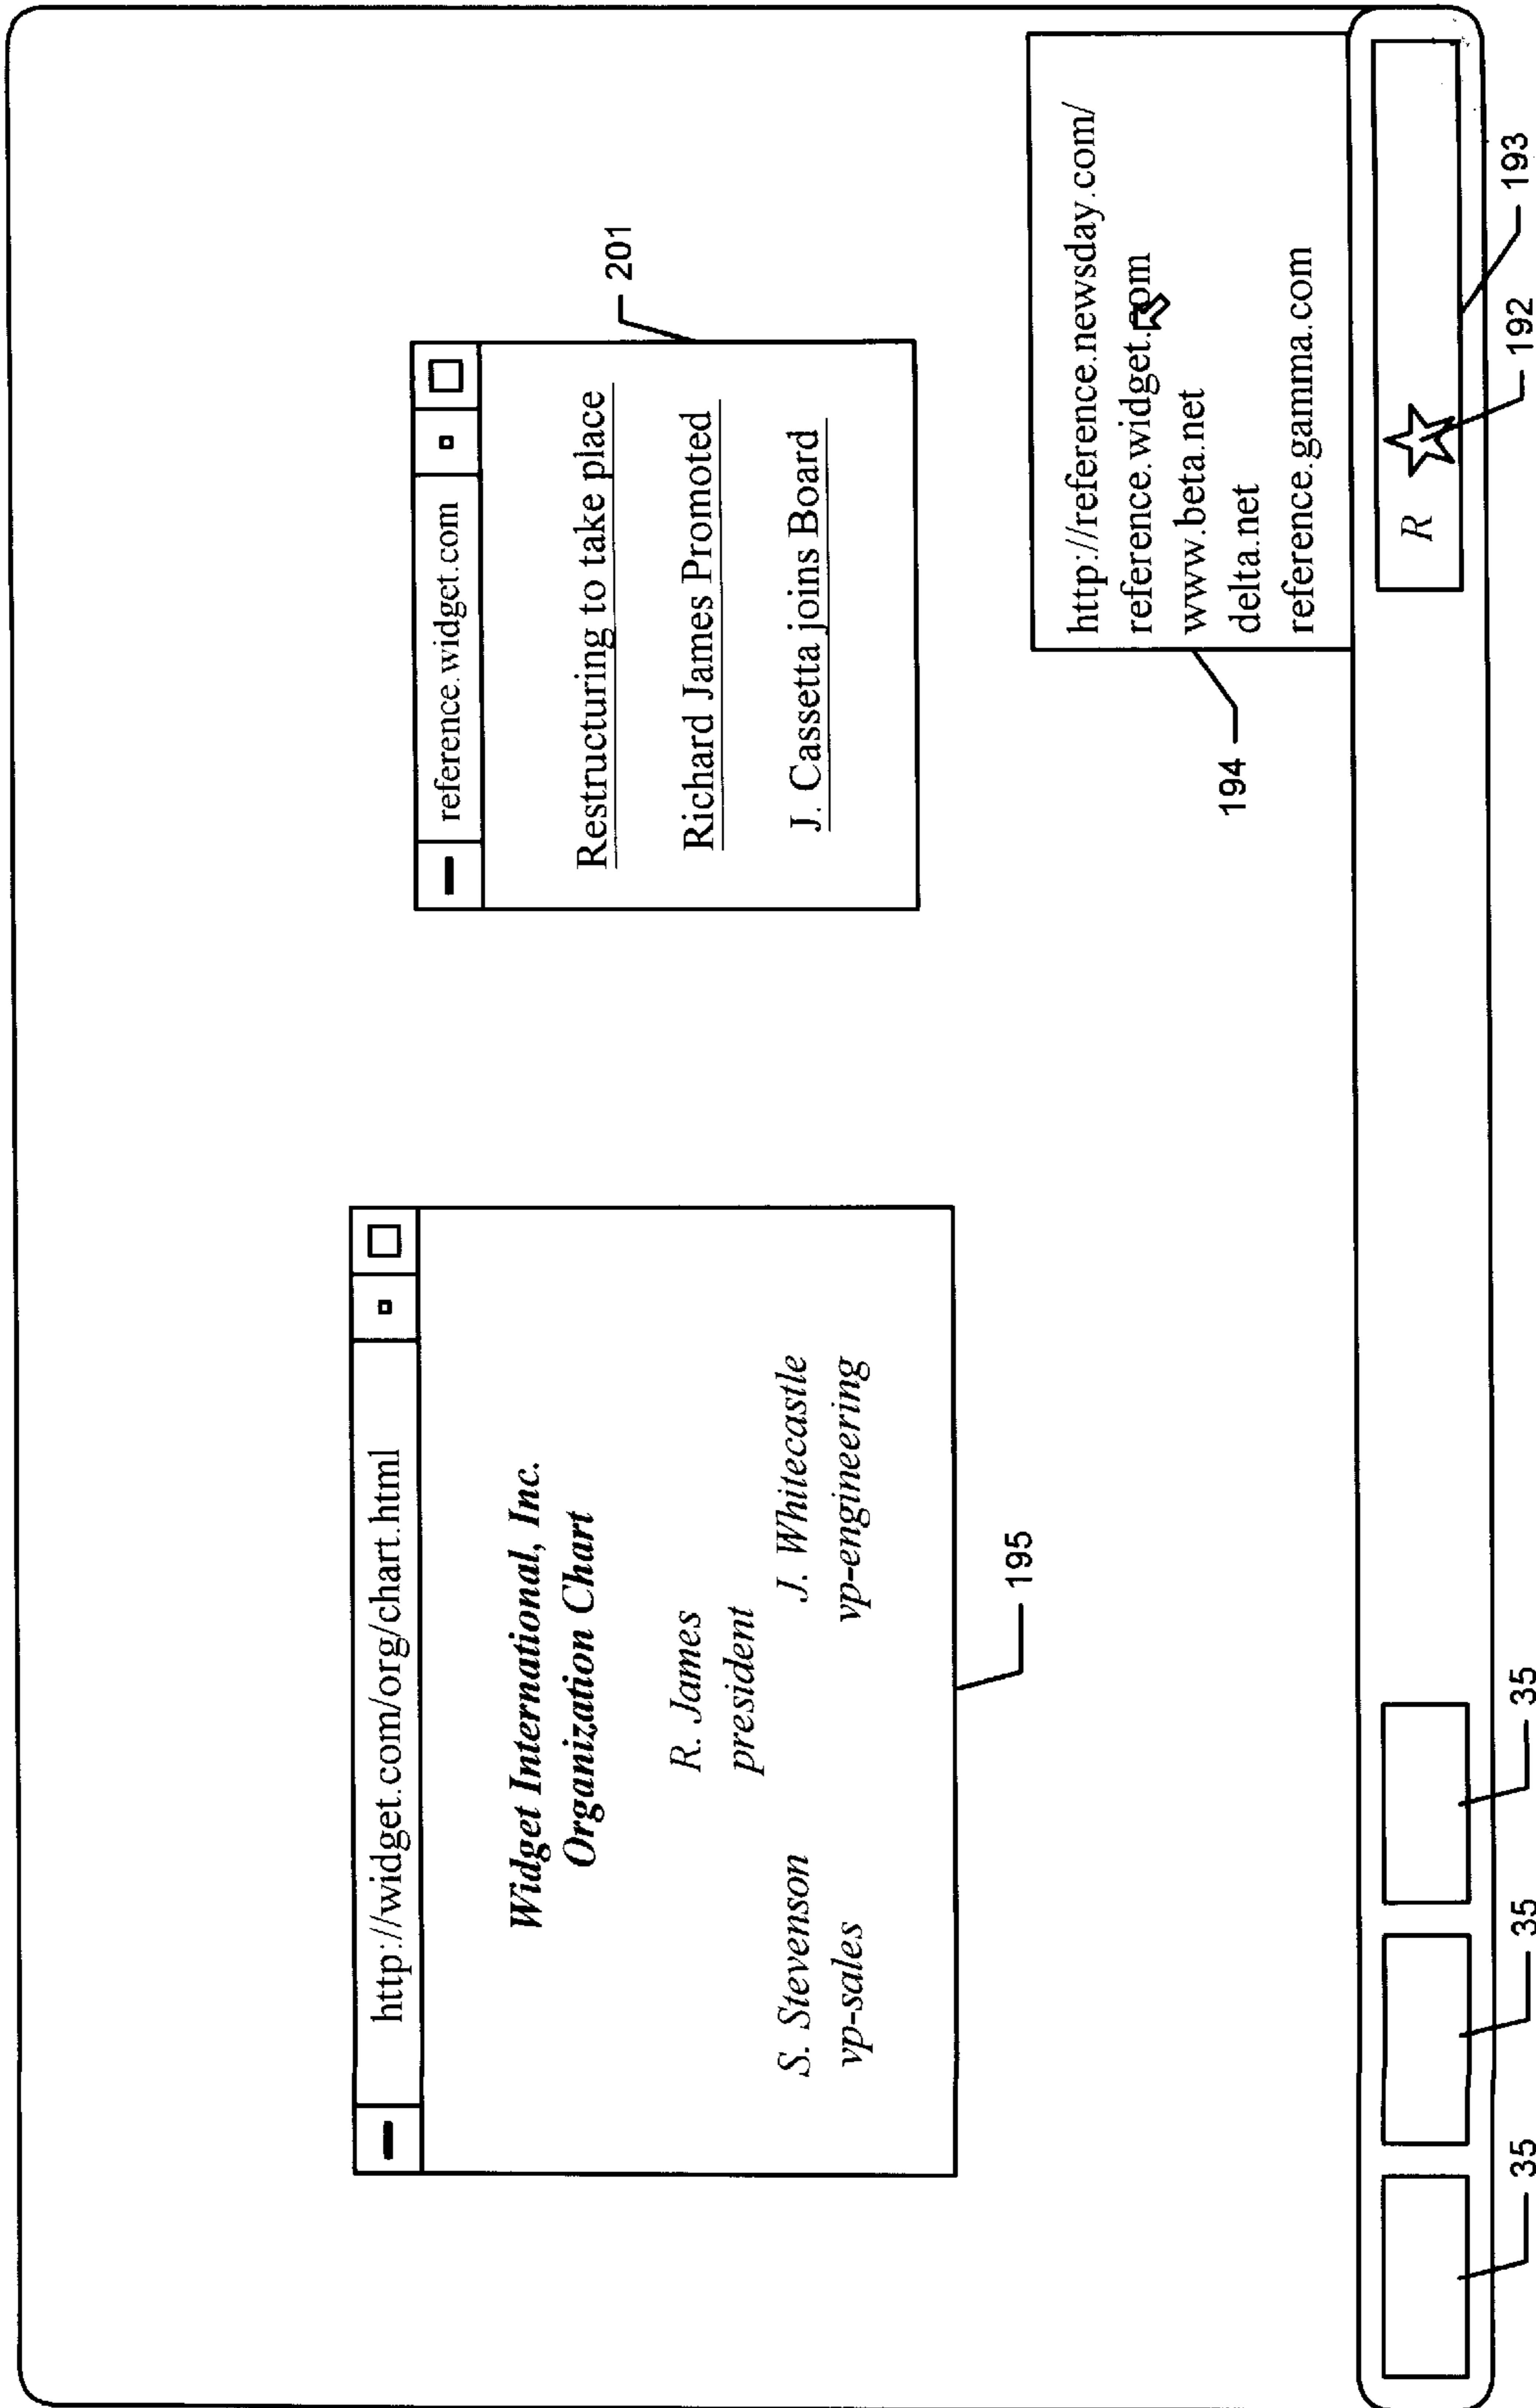 http://widget.com/org/chart.html
Widget International, Inc.
Organization Chart
R. James
president
S. Stevenson
J. Whitecastle
vp-sales
vp-engineering
195
reference.widget.com
Restructuring to take place
Richard James Promoted
J. Cassetta joins Board
201
http://reference.newsday.com/
reference.widget.com
www.beta.net
delta.net
reference.gamma.com
194
R
35
35
35
192
193